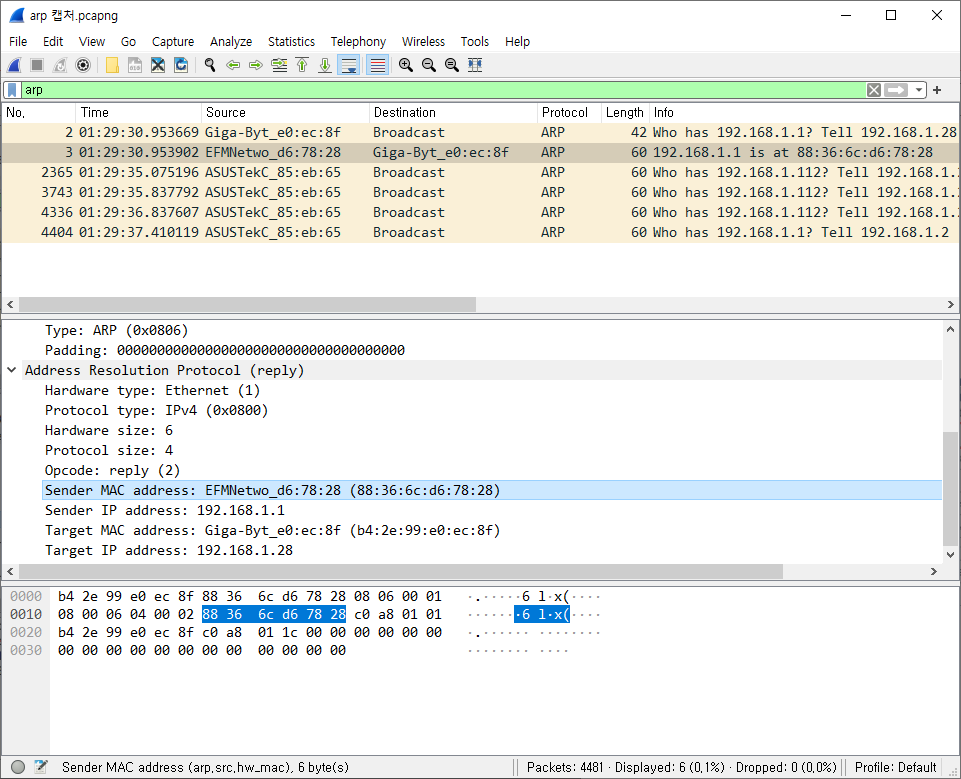 arp 캡처.pcapng
File Edit View Go Capture Analyze Statistics Telephony Wireless Tools Help
arp
No. Time Source Destination Protocol Length Info
2 01:29:30.953669 Giga-Byt_e0:ec:8f Broadcast ARP 42 Who has 192.168.1.1? Tell 192.168.1.28
3 01:29:30.953902 EFMNetwo_d6:78:28 Giga-Byt_e0:ec:8f ARP 60 192.168.1.1 is at 88:36:6c:d6:78:28
2365 01:29:35.075196 ASUSTekC_85:eb:65 Broadcast ARP 60 Who has 192.168.1.112? Tell 192.168.1.
3743 01:29:35.837792 ASUSTekC_85:eb:65 Broadcast ARP 60 Who has 192.168.1.112? Tell 192.168.1.
4336 01:29:36.837607 ASUSTekC_85:eb:65 Broadcast ARP 60 Who has 192.168.1.112? Tell 192.168.1.
4404 01:29:37.410119 ASUSTekC_85:eb:65 Broadcast ARP 60 Who has 192.168.1.1? Tell 192.168.1.2
Type: ARP (0x0806)
Padding: 000000000000000000000000000000000000
Address Resolution Protocol (reply)
Hardware type: Ethernet (1)
Protocol type: IPv4 (0x0800)
Hardware size: 6
Protocol size: 4
Opcode: reply (2)
Sender MAC address: EFMNetwo_d6:78:28 (88:36:6c:d6:78:28)
Sender IP address: 192.168.1.1
Target MAC address: Giga-Byt_e0:ec:8f (b4:2e:99:e0:ec:8f)
Target IP address: 192.168.1.28
0000 b4 2e 99 e0 ec 8f 88 36 6c d6 78 28 08 06 00 01 ·.·····6 l·x(····
0010 08 00 06 04 00 02 88 36 6c d6 78 28 c0 a8 01 01 ·······6 l·x(····
0020 b4 2e 99 e0 ec 8f c0 a8 01 1c 00 00 00 00 00 00 ·.······ ········
0030 00 00 00 00 00 00 00 00 00 00 00 00 ········ ····
Sender MAC address (arp.src.hw_mac), 6 byte(s) Packets: 4481 · Displayed: 6 (0,1%) · Dropped: 0 (0,0%) Profile: Default